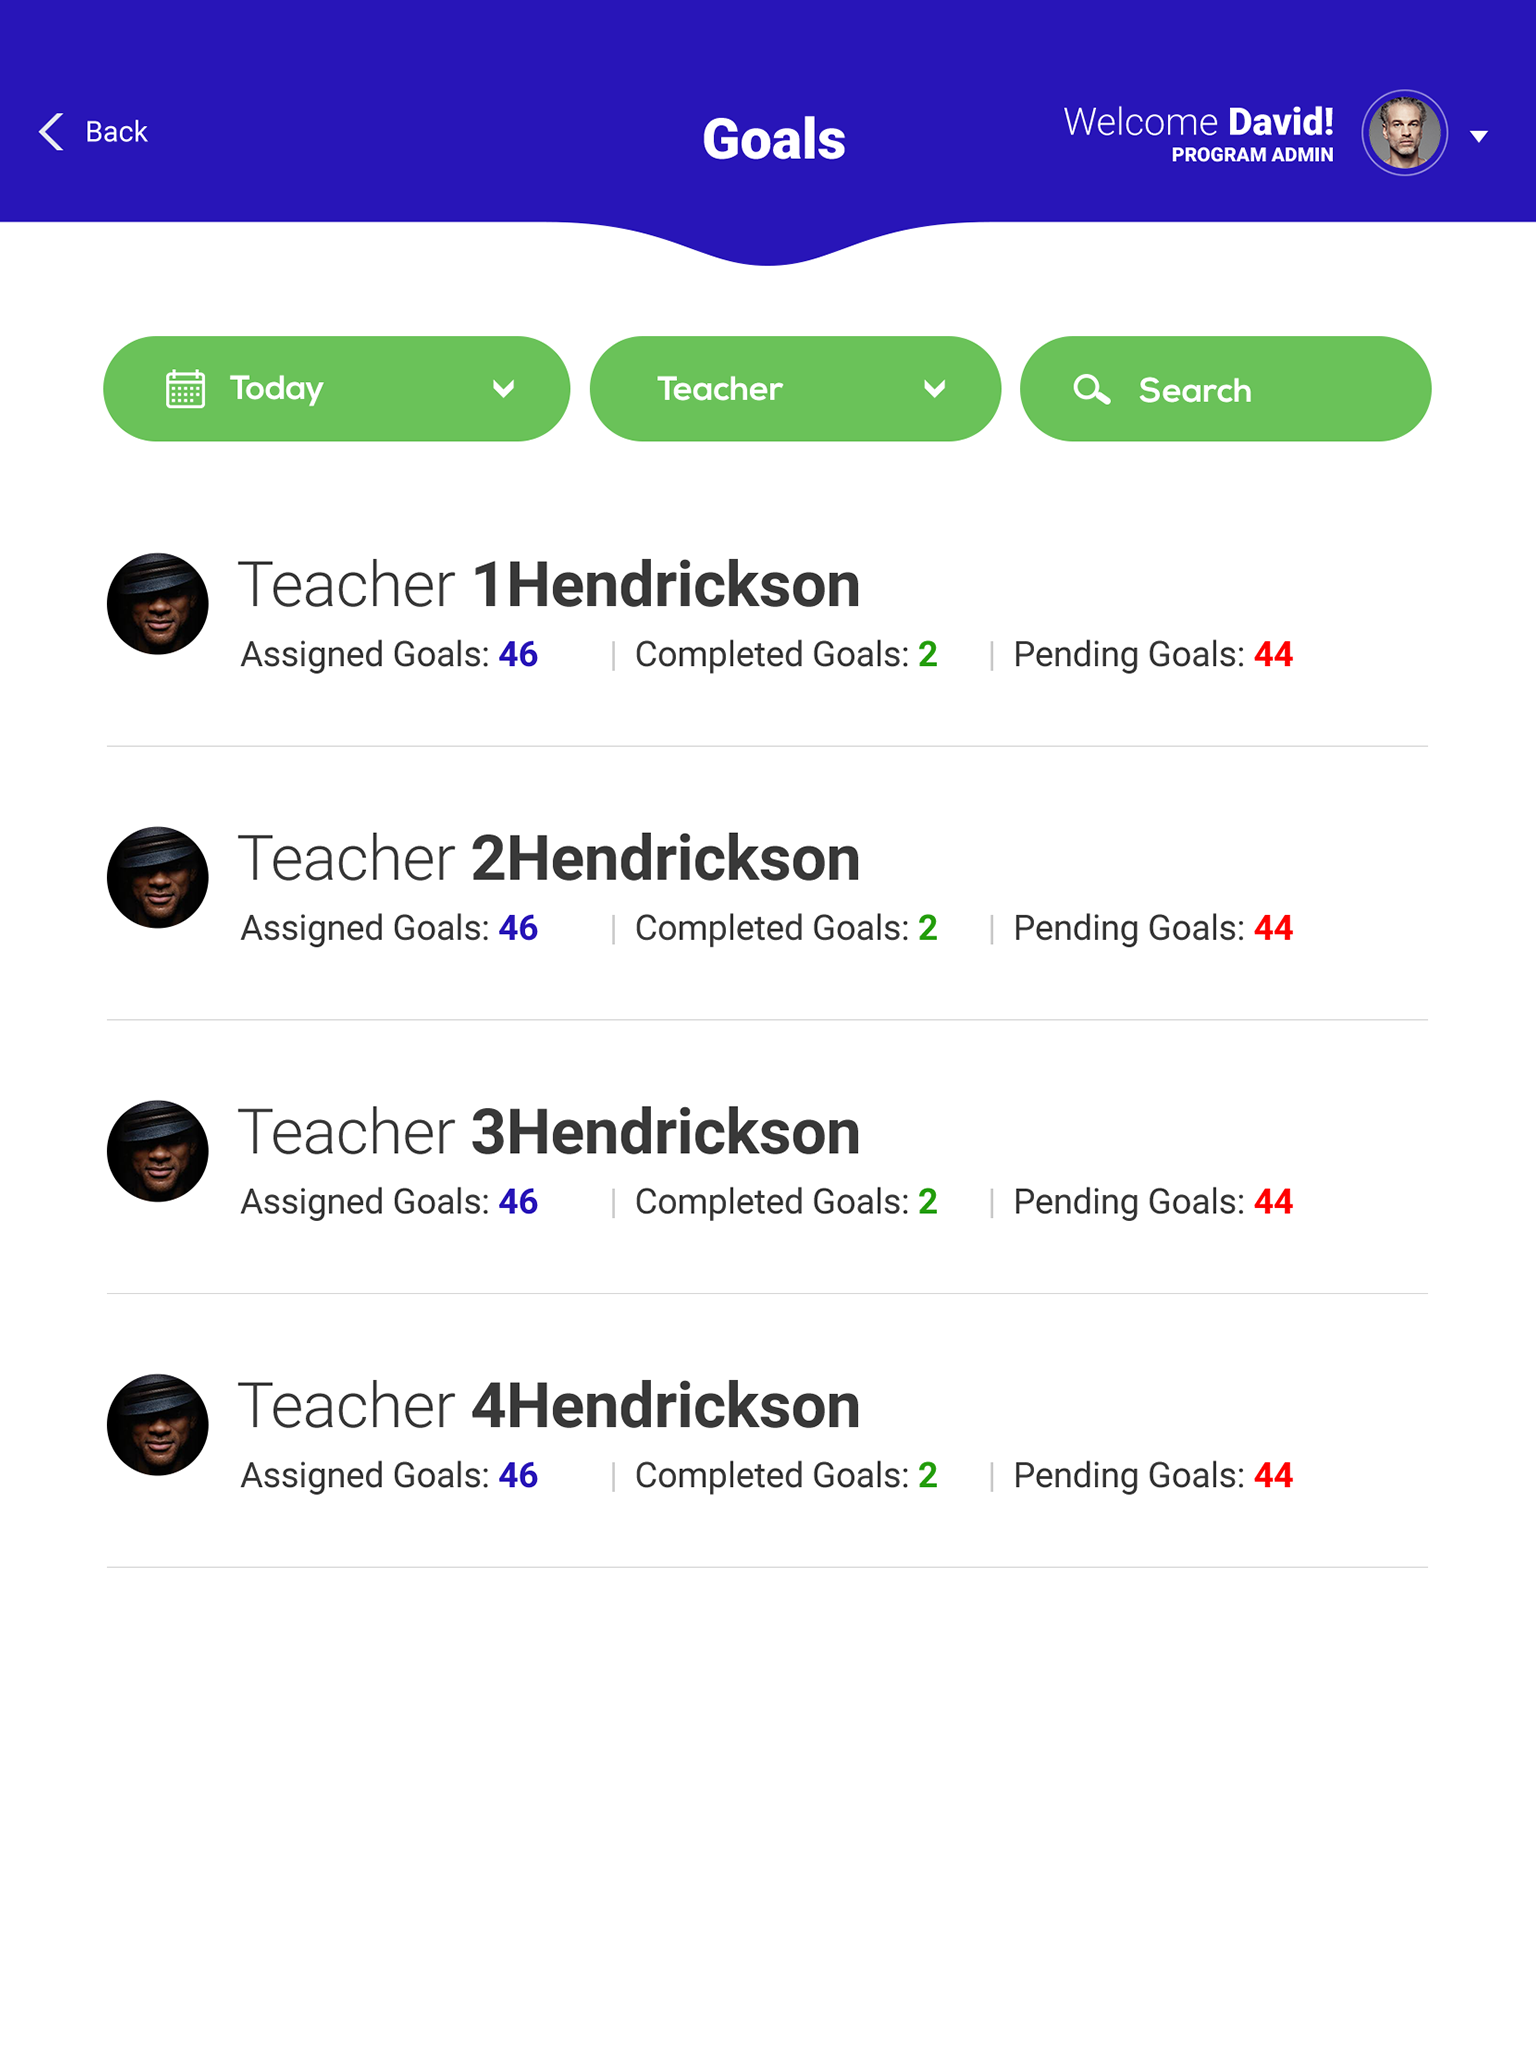 Back
Goals
Welcome David!
PROGRAM ADMIN
Today
Teacher
Search
Teacher 1Hendrickson
Assigned Goals: 46 | Completed Goals: 2 | Pending Goals: 44
Teacher 2Hendrickson
Assigned Goals: 46 | Completed Goals: 2 | Pending Goals: 44
Teacher 3Hendrickson
Assigned Goals: 46 | Completed Goals: 2 | Pending Goals: 44
Teacher 4Hendrickson
Assigned Goals: 46 | Completed Goals: 2 | Pending Goals: 44